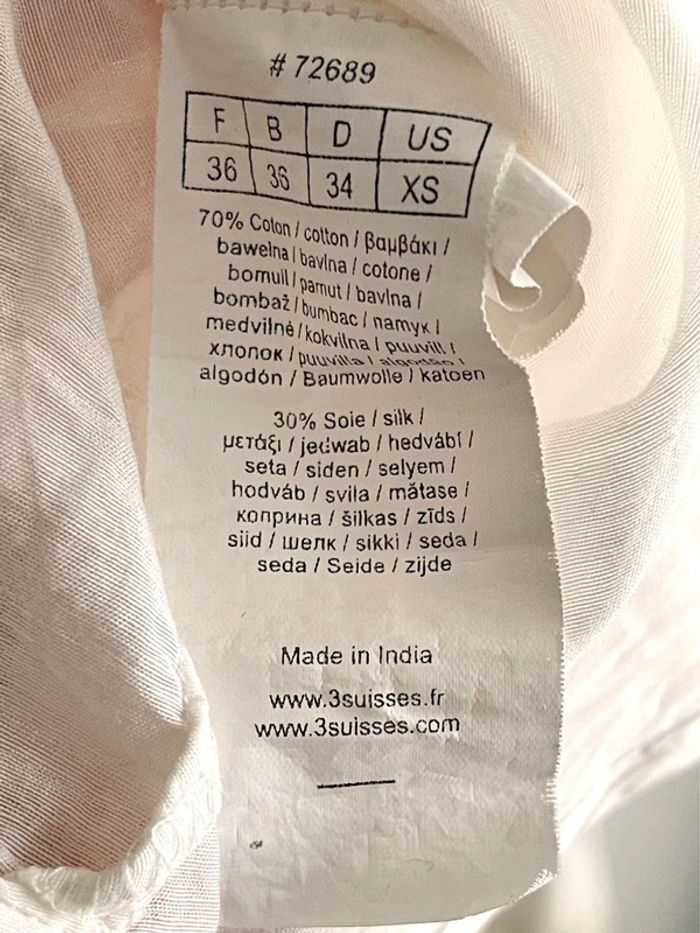 # 72689
F B D US
36 36 34 XS
70% Coton / cotton / βαμβάκι /
bawełna / bavlna / cotone /
bomull / pamut / bavlna /
bombaž / bumbac / памук /
medvilnė / kokvilna / puuvill /
хлопок / puuvilla / algodão /
algodón / Baumwolle / katoen
30% Soie / silk /
μετάξι / jedwab / hedvábí /
seta / siden / selyem /
hodváb / svila / mătase /
коприна / šilkas / zīds /
siid / шелк / sikki / seda /
seda / Seide / zijde
Made in India
www.3suisses.fr
www.3suisses.com